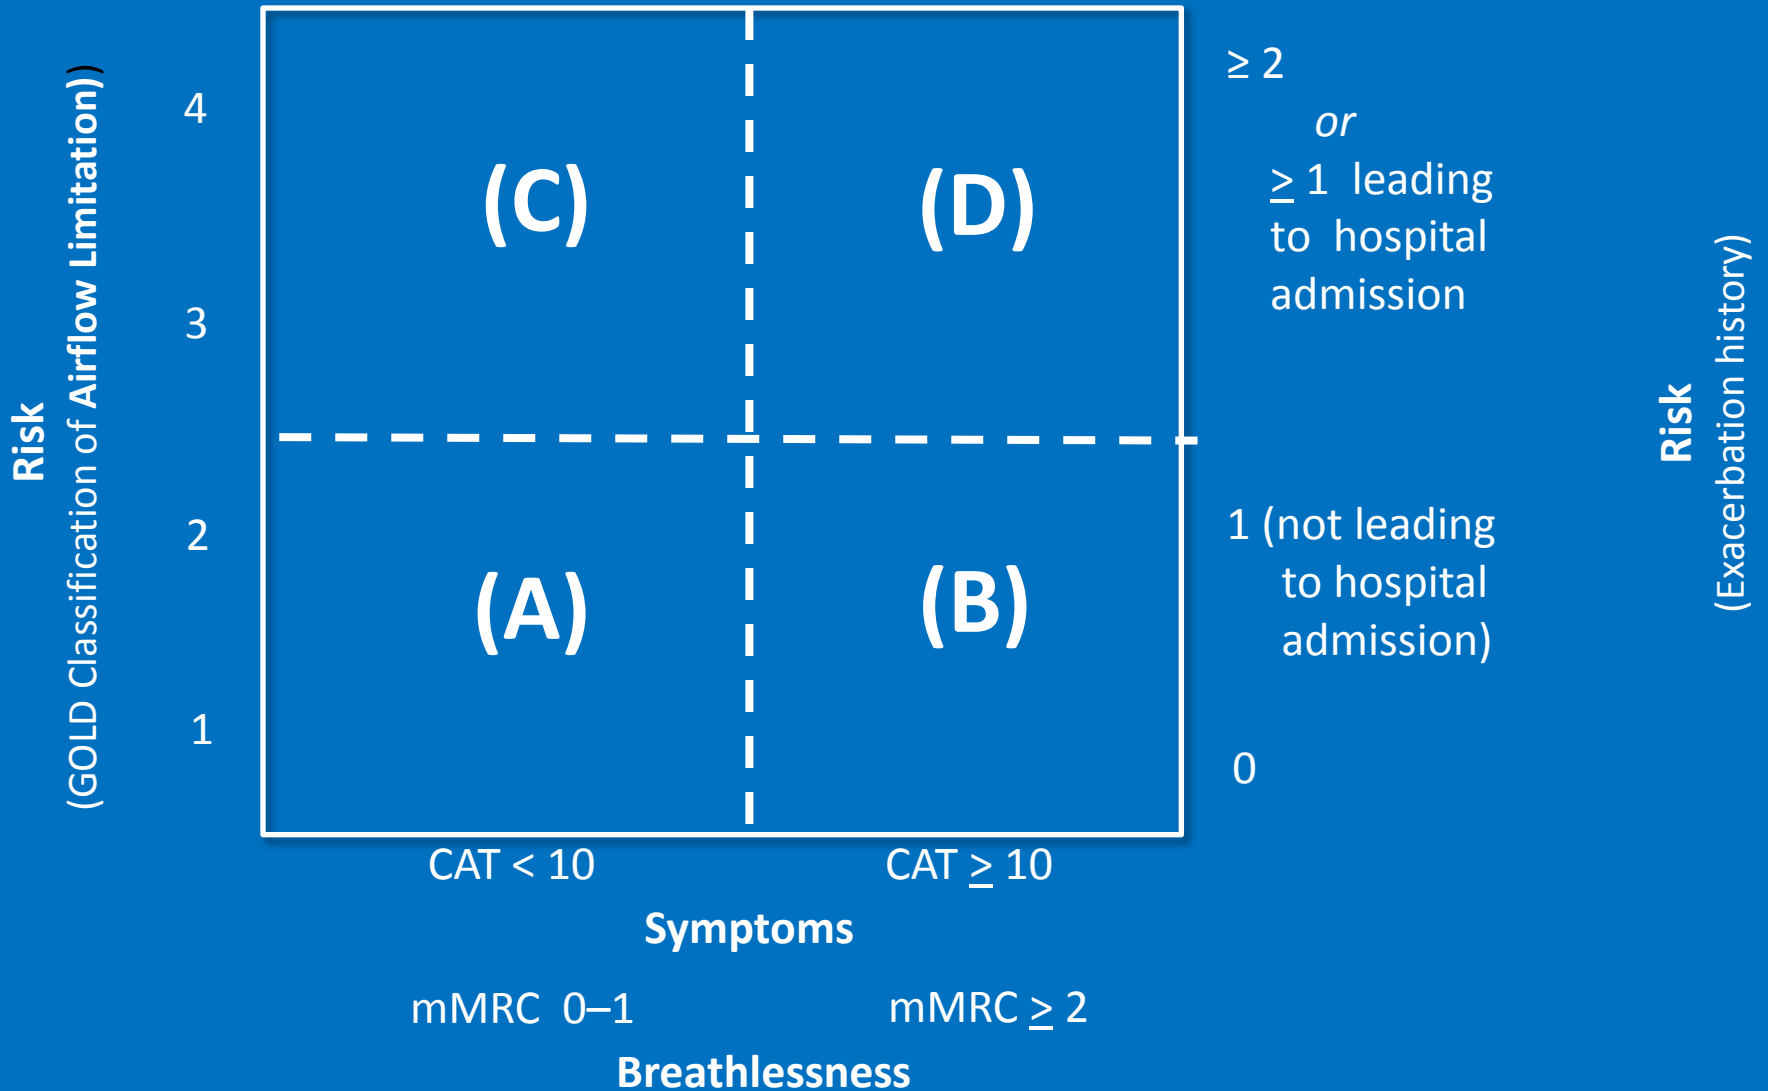 Risk
(GOLD Classification of Airflow Limitation))
4
3
2
1
(C)
(D)
(A)
(B)
≥ 2
or
≥ 1 leading
to hospital
admission
1 (not leading
to hospital
admission)
0
Risk
(Exacerbation history)
CAT < 10
CAT ≥ 10
Symptoms
mMRC 0–1
mMRC ≥ 2
Breathlessness